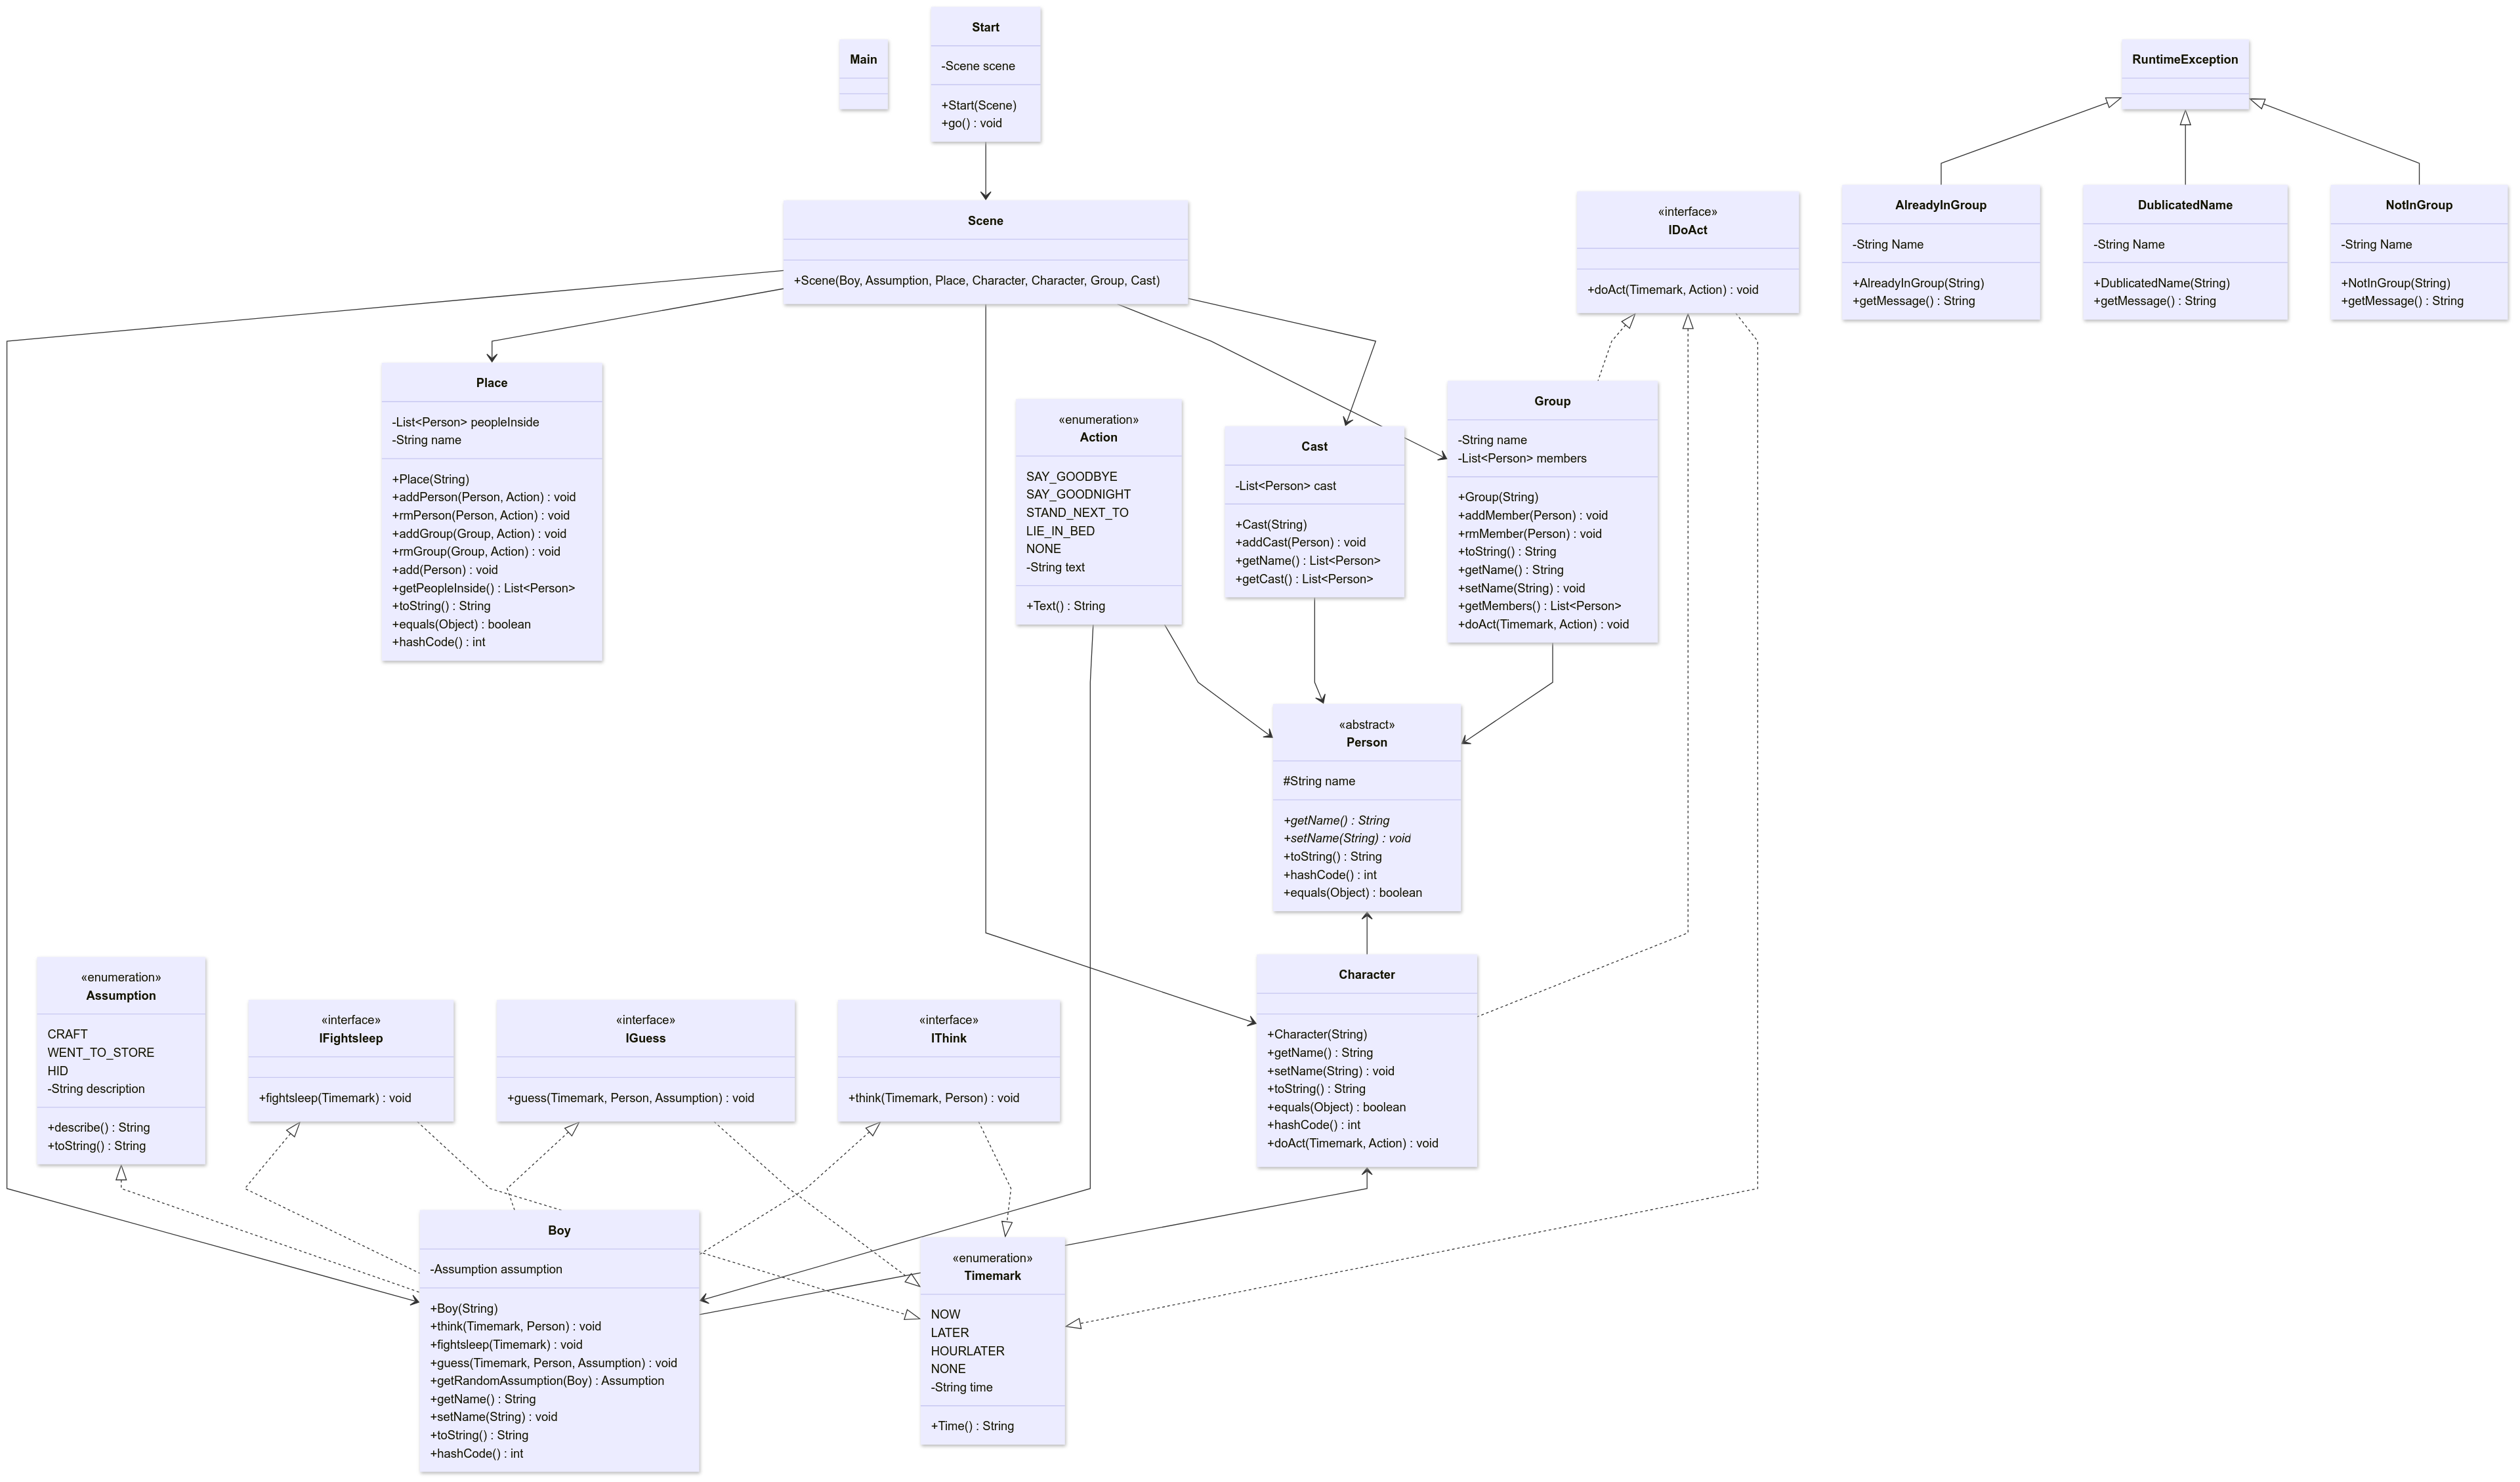 Main
Start
-Scene scene
+Start(Scene)
+go() : void
RuntimeException
Scene
+Scene(Boy, Assumption, Place, Character, Character, Group, Cast)
«interface»
IDoAct
+doAct(Timemark, Action) : void
AlreadyInGroup
-String Name
+AlreadyInGroup(String)
+getMessage() : String
DublicatedName
-String Name
+DublicatedName(String)
+getMessage() : String
NotInGroup
-String Name
+NotInGroup(String)
+getMessage() : String
Place
-List<Person> peopleInside
-String name
+Place(String)
+addPerson(Person, Action) : void
+rmPerson(Person, Action) : void
+addGroup(Group, Action) : void
+rmGroup(Group, Action) : void
+add(Person) : void
+getPeopleInside() : List<Person>
+toString() : String
+equals(Object) : boolean
+hashCode() : int
«enumeration»
Action
SAY_GOODBYE
SAY_GOODNIGHT
STAND_NEXT_TO
LIE_IN_BED
NONE
-String text
+Text() : String
Cast
-List<Person> cast
+Cast(String)
+addCast(Person) : void
+getName() : List<Person>
+getCast() : List<Person>
Group
-String name
-List<Person> members
+Group(String)
+addMember(Person) : void
+rmMember(Person) : void
+toString() : String
+getName() : String
+setName(String) : void
+getMembers() : List<Person>
+doAct(Timemark, Action) : void
«abstract»
Person
#String name
+getName() : String
+setName(String) : void
+toString() : String
+hashCode() : int
+equals(Object) : boolean
«enumeration»
Assumption
CRAFT
WENT_TO_STORE
HID
-String description
+describe() : String
+toString() : String
«interface»
IFightsleep
+fightsleep(Timemark) : void
«interface»
IGuess
+guess(Timemark, Person, Assumption) : void
«interface»
IThink
+think(Timemark, Person) : void
Character
+Character(String)
+getName() : String
+setName(String) : void
+toString() : String
+equals(Object) : boolean
+hashCode() : int
+doAct(Timemark, Action) : void
Boy
-Assumption assumption
+Boy(String)
+think(Timemark, Person) : void
+fightsleep(Timemark) : void
+guess(Timemark, Person, Assumption) : void
+getRandomAssumption(Boy) : Assumption
+getName() : String
+setName(String) : void
+toString() : String
+hashCode() : int
«enumeration»
Timemark
NOW
LATER
HOURLATER
NONE
-String time
+Time() : String